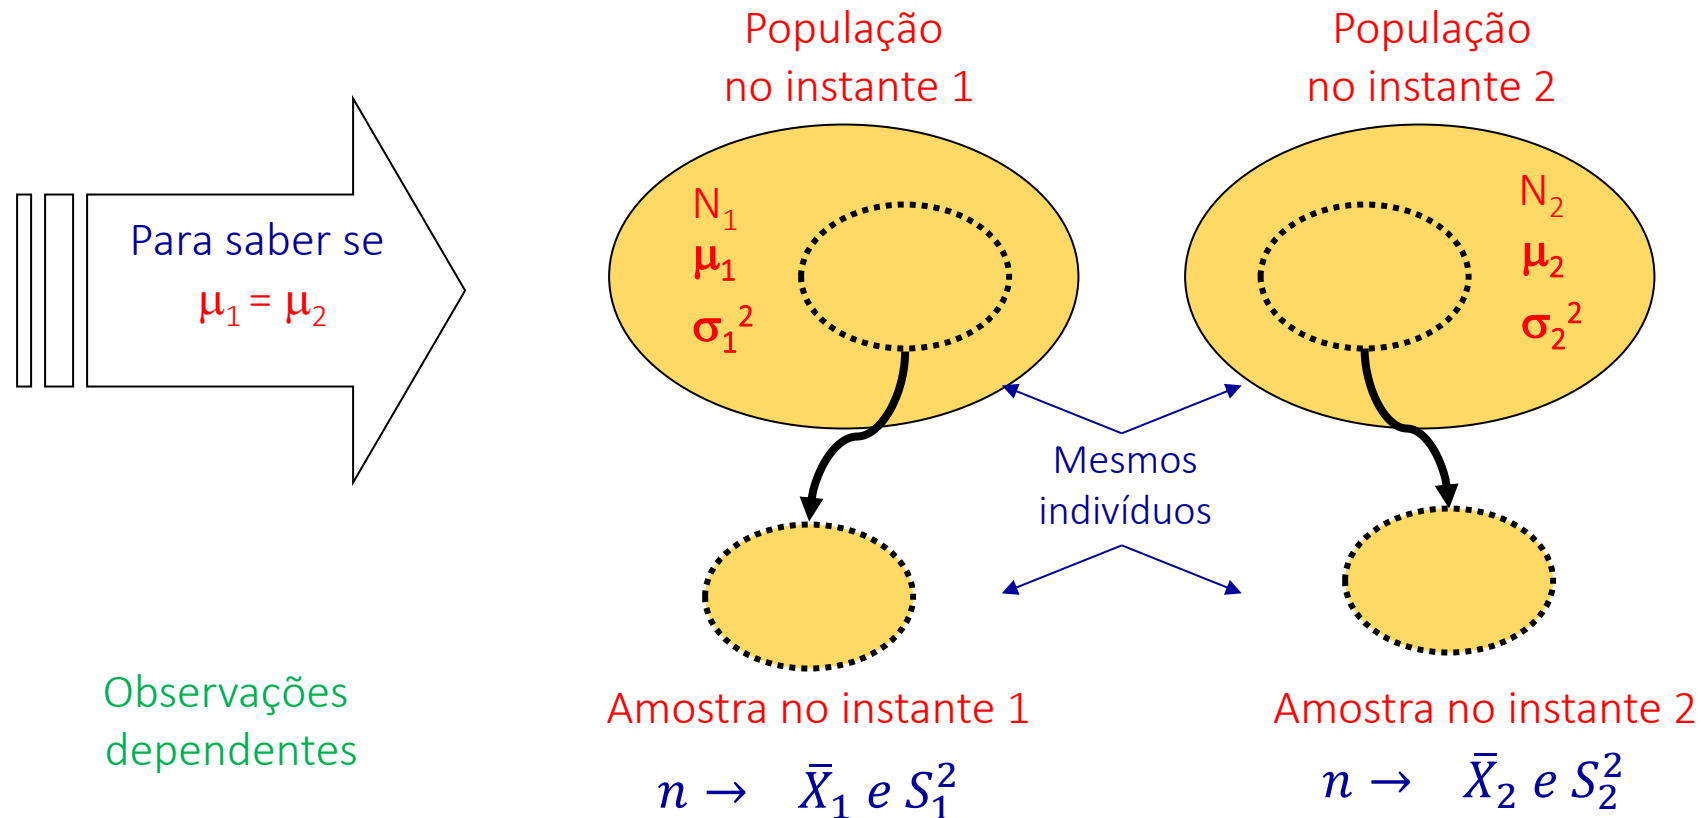 Para saber se
μ₁ = μ₂
Observações
dependentes
População
no instante 1
N₁
μ₁
σ₁²
População
no instante 2
N₂
μ₂
σ₂²
Mesmos
indivíduos
Amostra no instante 1
n → X̄₁ e S₁²
Amostra no instante 2
n → X̄₂ e S₂²